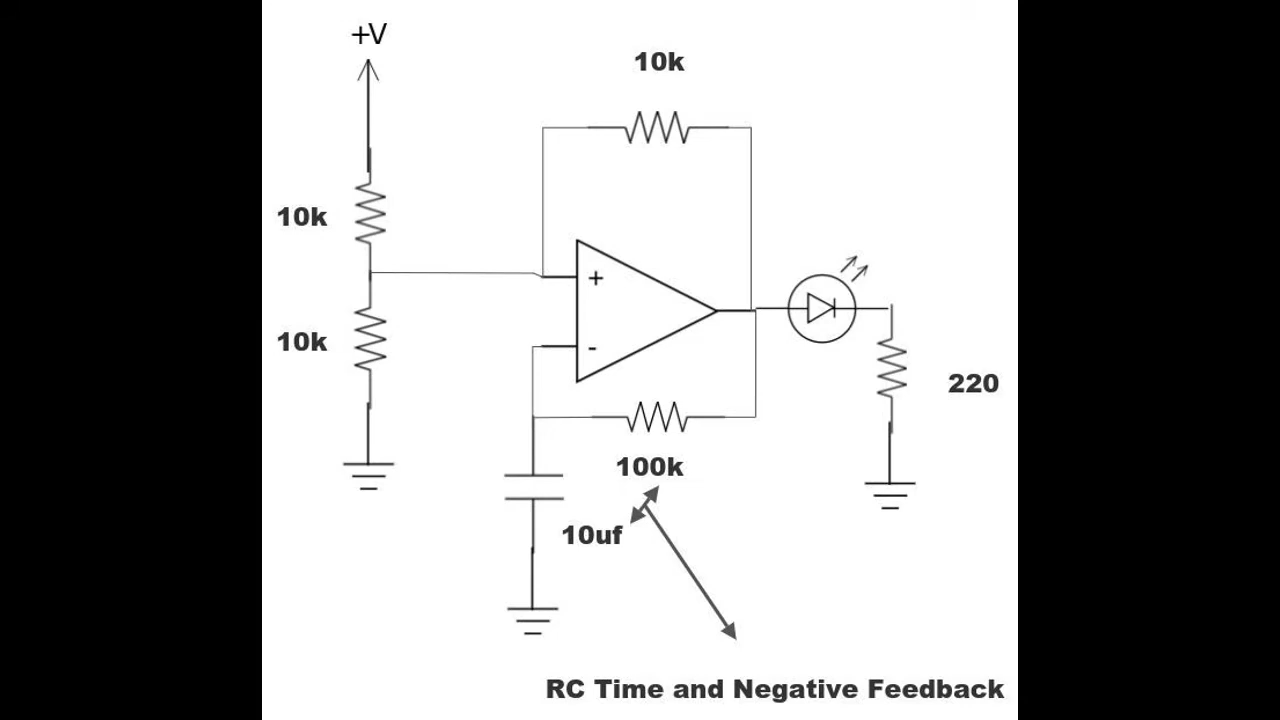 +V
10k
10k
10k
+
-
220
100k
10uf
RC Time and Negative Feedback